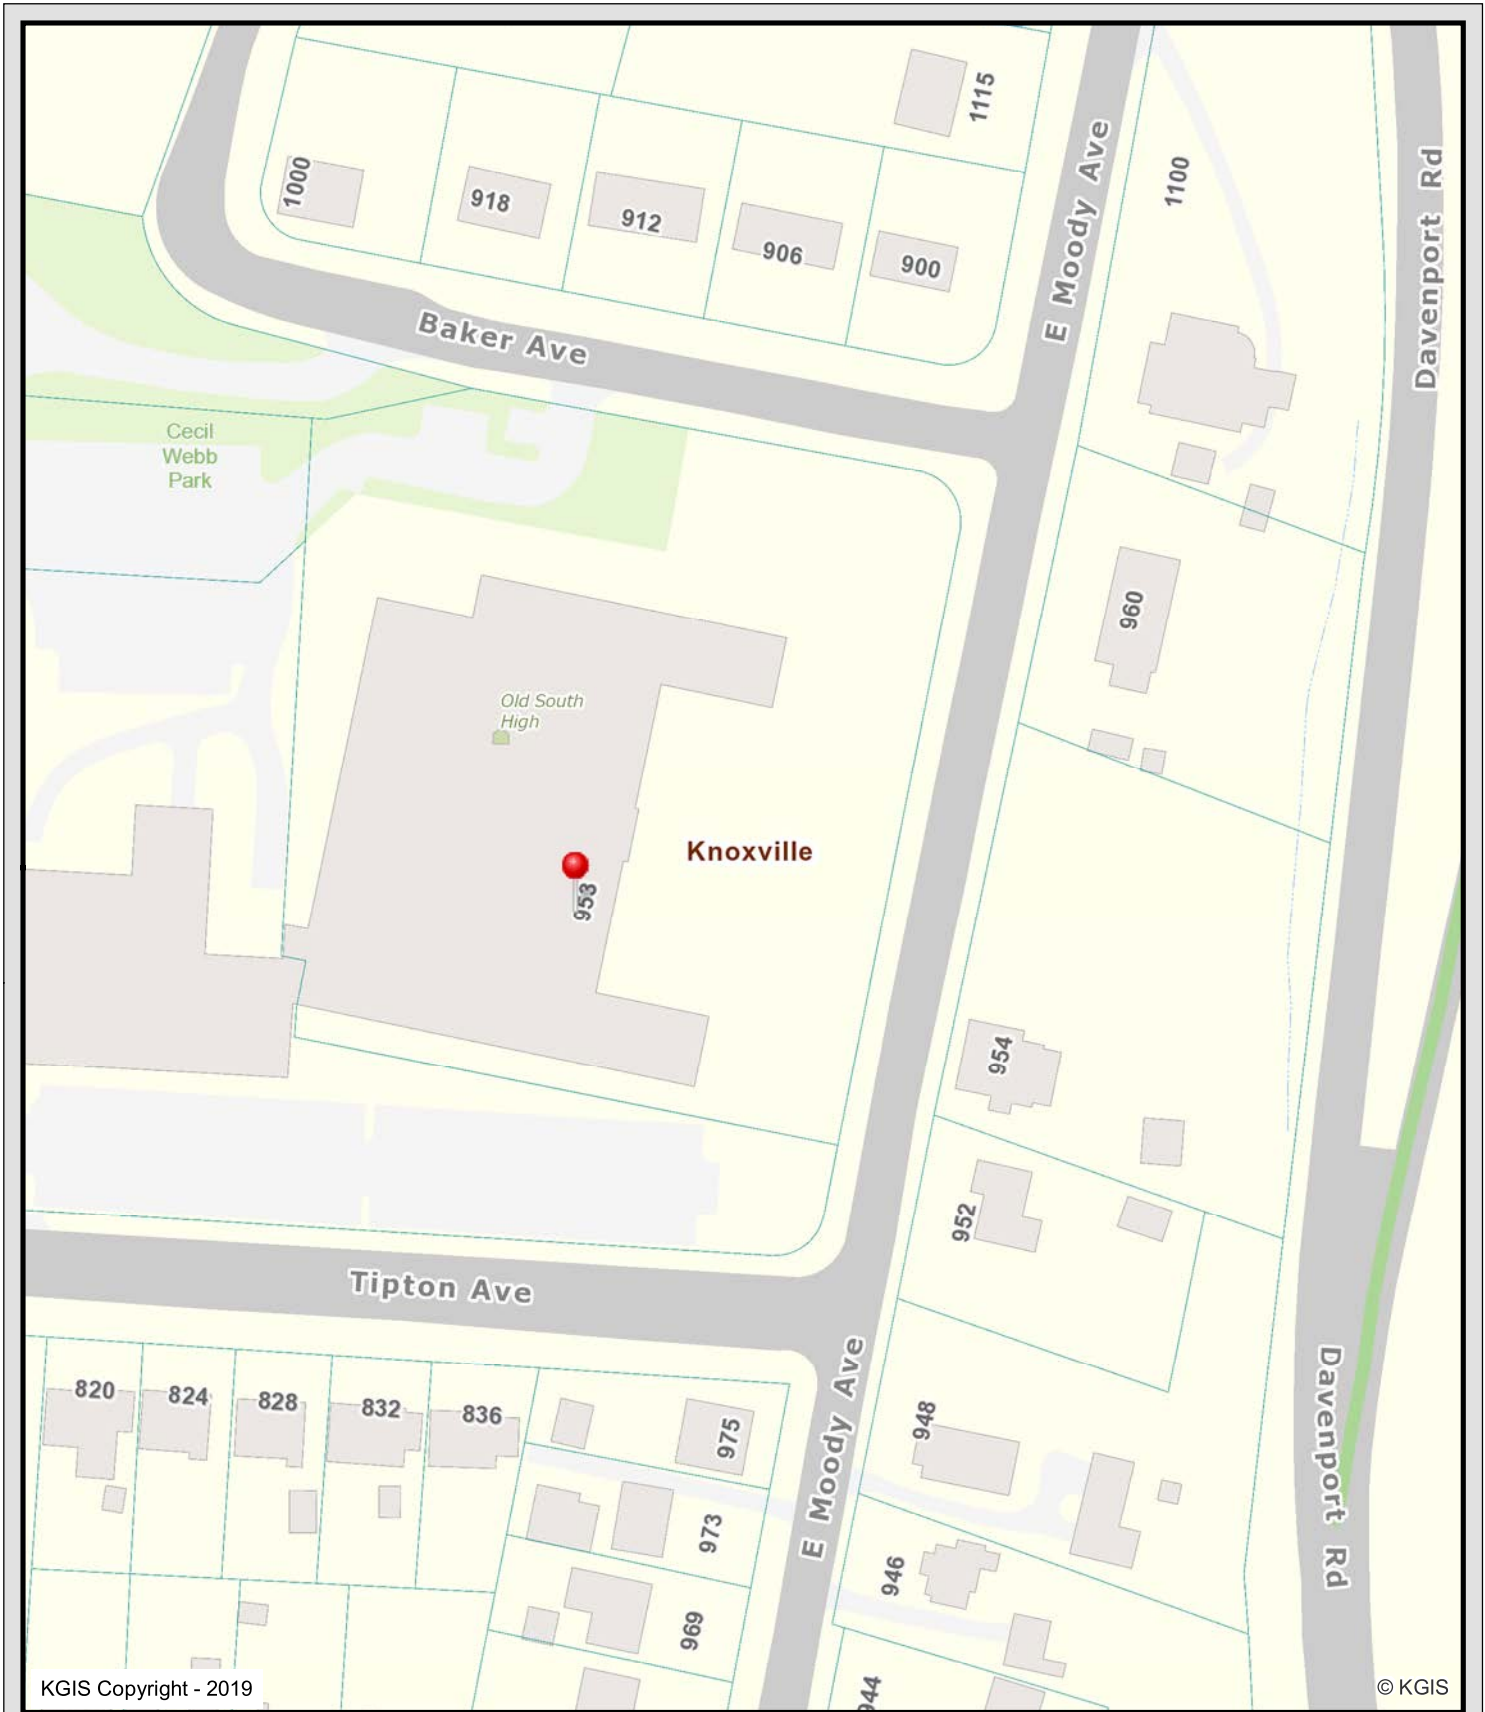 1115
1000
918
912
906
900
E Moody Ave
1100
Davenport Rd
Baker Ave
Cecil
Webb
Park
960
Old South
High
Knoxville
953
954
952
Tipton Ave
E Moody Ave
Davenport Rd
820
824
828
832
836
975
948
973
946
969
944
KGIS Copyright - 2019
© KGIS